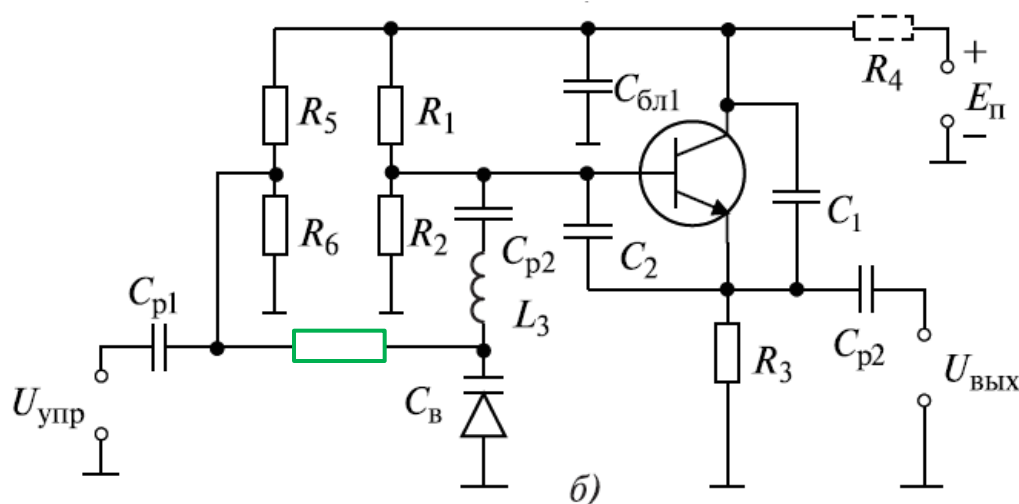 R₄
+
Eп
−
Cбл1
R₅
R₁
R₆
R₂
Cр2
C₂
C₁
Cр1
L₃
Cр2
R₃
Uупр
Cв
Uвых
б)